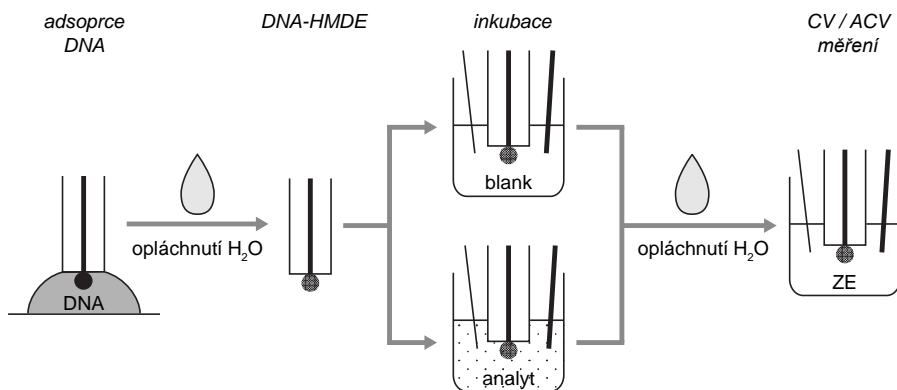 adsoprce
DNA
DNA-HMDE
inkubace
CV / ACV
měření
blank
opláchnutí H₂O
DNA
analyt
opláchnutí H₂O
ZE